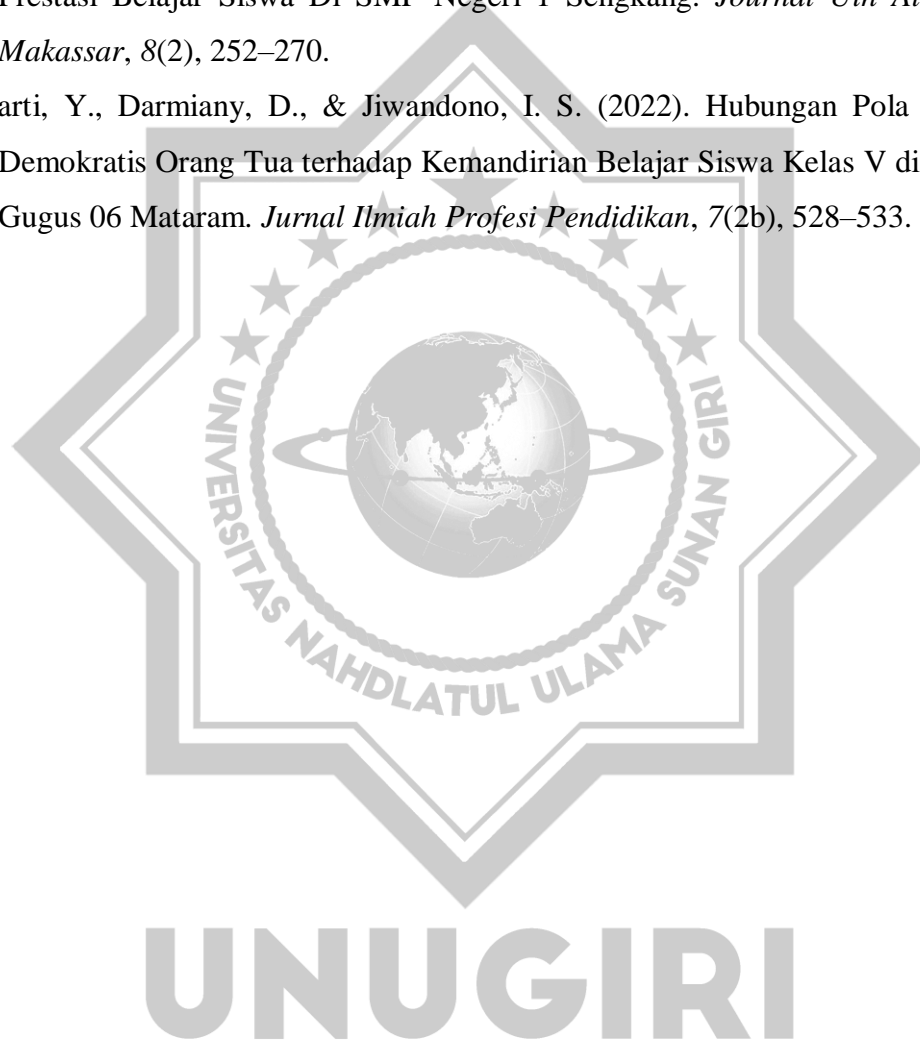 Prestasi Belajar Siswa Di SMP Negeri 1 Sengkang. Journal Uin Al
Makassar, 8(2), 252–270.
arti, Y., Darmiany, D., & Jiwandono, I. S. (2022). Hubungan Pola
Demokratis Orang Tua terhadap Kemandirian Belajar Siswa Kelas V di
Gugus 06 Mataram. Jurnal Ilmiah Profesi Pendidikan, 7(2b), 528–533.
UNIVERSITAS NAHDLATUL ULAMA SUNAN GIRI
UNUGIRI